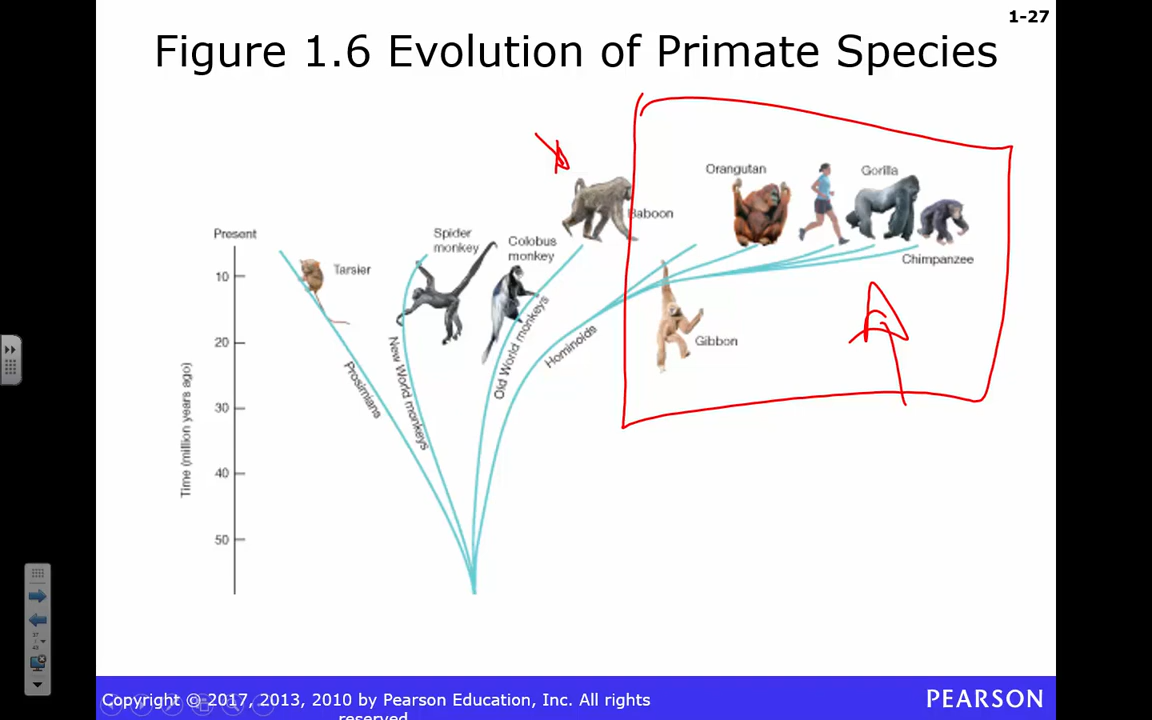 1-27
Figure 1.6 Evolution of Primate Species
Orangutan
Gorilla
Baboon
Spider
monkey
Colobus
monkey
Present
Tarsier
Chimpanzee
10
20
30
40
50
Time (million years ago)
Gibbon
Prosimians
New World monkeys
Old World monkeys
Hominoids
Copyright © 2017, 2013, 2010 by Pearson Education, Inc. All rights
reserved
PEARSON